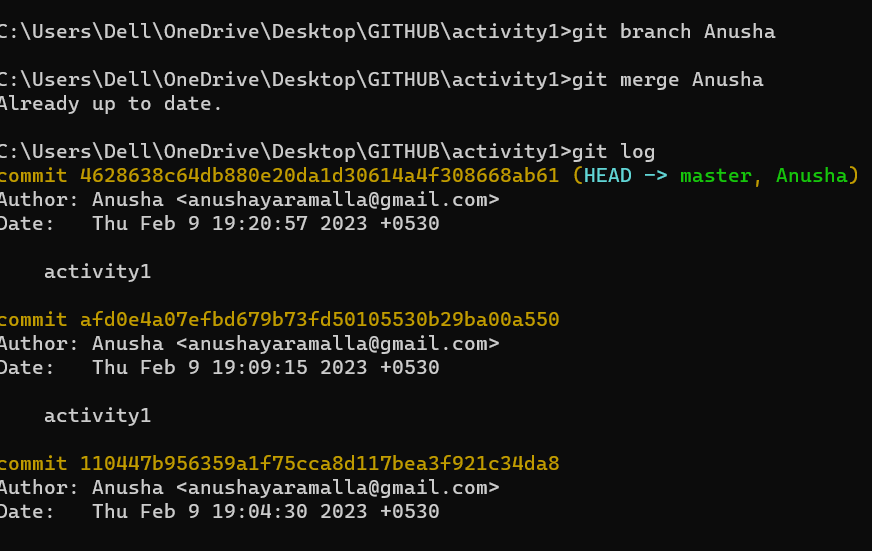 C:\Users\Dell\OneDrive\Desktop\GITHUB\activity1>git branch Anusha
C:\Users\Dell\OneDrive\Desktop\GITHUB\activity1>git merge Anusha
Already up to date.
C:\Users\Dell\OneDrive\Desktop\GITHUB\activity1>git log
commit 4628638c64db880e20da1d30614a4f308668ab61 (HEAD -> master, Anusha)
Author: Anusha <anushayaramalla@gmail.com>
Date:   Thu Feb 9 19:20:57 2023 +0530
activity1
commit afd0e4a07efbd679b73fd50105530b29ba00a550
Author: Anusha <anushayaramalla@gmail.com>
Date:   Thu Feb 9 19:09:15 2023 +0530
activity1
commit 110447b956359a1f75cca8d117bea3f921c34da8
Author: Anusha <anushayaramalla@gmail.com>
Date:   Thu Feb 9 19:04:30 2023 +0530